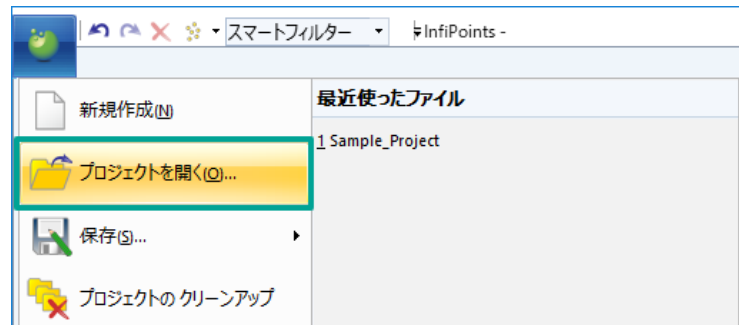 スマートフィルター InfiPoints -
新規作成(N)
最近使ったファイル
1 Sample_Project
プロジェクトを開く(O)...
保存(S)...
プロジェクトの クリーンアップ